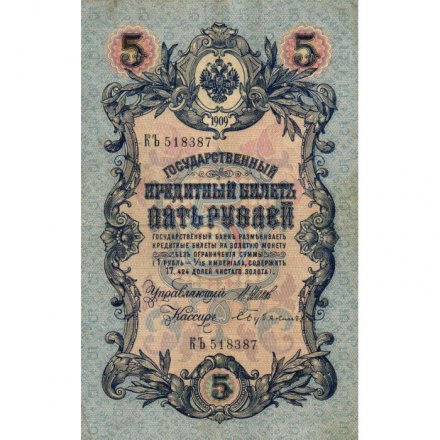 5 5
1909
КЪ 518387
ГОСУДАРСТВЕННЫЙ
КРЕДИТНЫЙ БИЛЕТЪ
ПЯТЬ РУБЛЕЙ
ГОСУДАРСТВЕННЫЙ БАНКЪ РАЗМѢНИВАЕТЪ
КРЕДИТНЫЕ БИЛЕТЫ НА ЗОЛОТУЮ МОНЕТУ
БЕЗЪ ОГРАНИЧЕНІЯ СУММЫ
(1 РУБЛЬ = 1/15 ИМПЕРІАЛА, СОДЕРЖИТЪ
17,424 ДОЛЕЙ ЧИСТАГО ЗОЛОТА).
Управляющій
Кассиръ
КЪ 518387
5